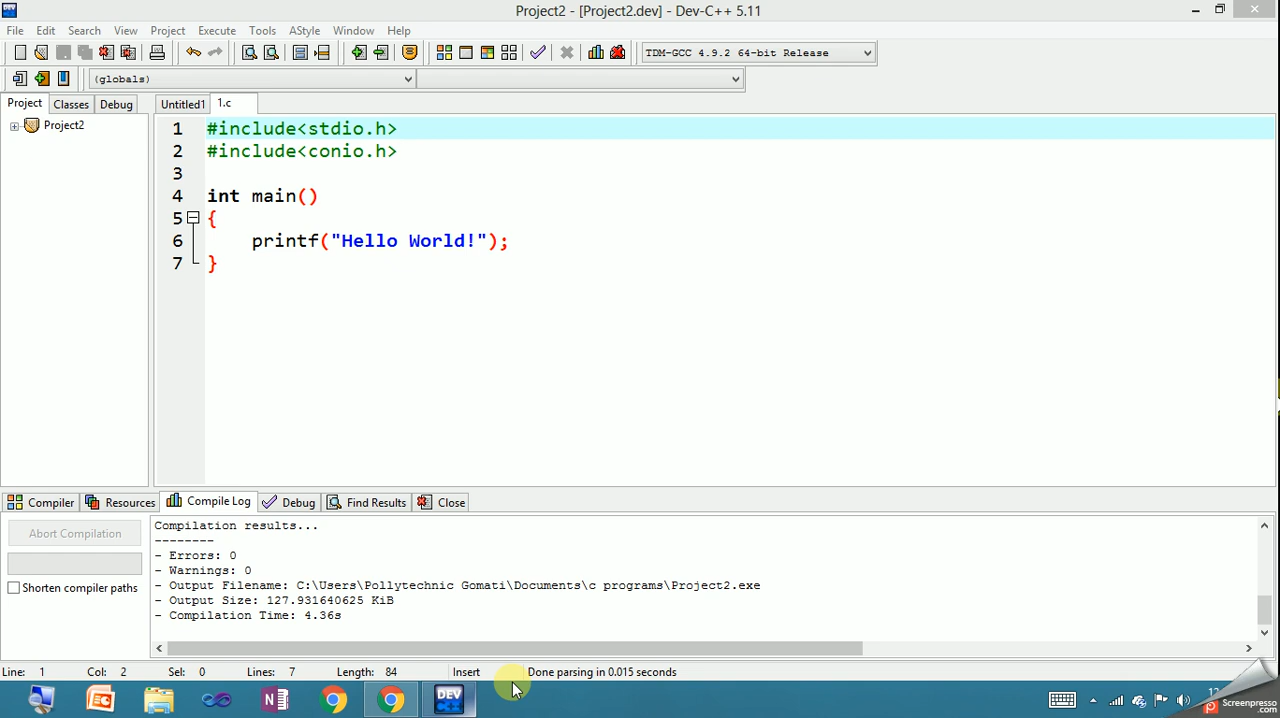 Project2 - [Project2.dev] - Dev-C++ 5.11
File Edit Search View Project Execute Tools AStyle Window Help
TDM-GCC 4.9.2 64-bit Release
(globals)
Project Classes Debug
Untitled1 1.c
Project2
1 #include<stdio.h>
2 #include<conio.h>
3
4 int main()
5 {
6 printf("Hello World!");
7 }
Compiler Resources Compile Log Debug Find Results Close
Abort Compilation
Shorten compiler paths
Compilation results...
--------
- Errors: 0
- Warnings: 0
- Output Filename: C:\Users\Pollytechnic Gomati\Documents\c programs\Project2.exe
- Output Size: 127.931640625 KiB
- Compilation Time: 4.36s
Line: 1 Col: 2 Sel: 0 Lines: 7 Length: 84 Insert Done parsing in 0.015 seconds
DEV C++
Screenpresso
.com